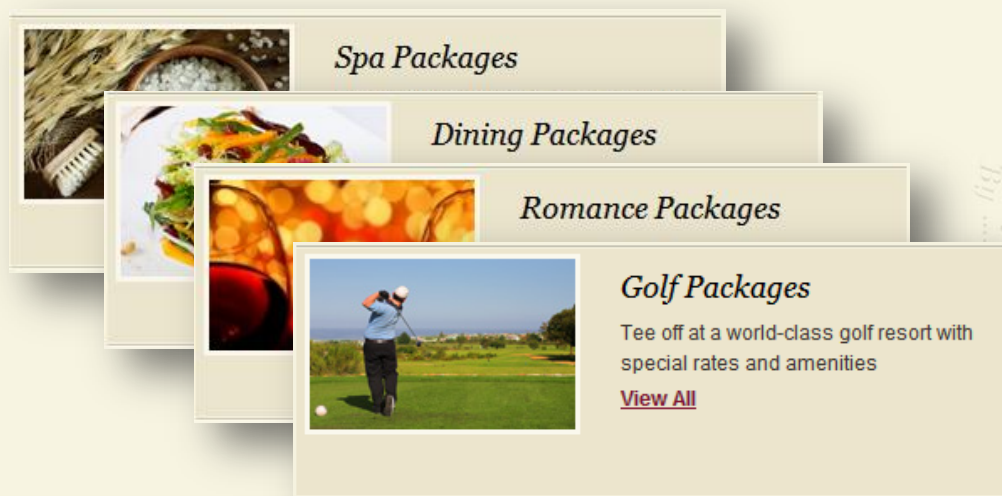 Spa Packages
Dining Packages
Romance Packages
Golf Packages
Tee off at a world-class golf resort with
special rates and amenities
View All